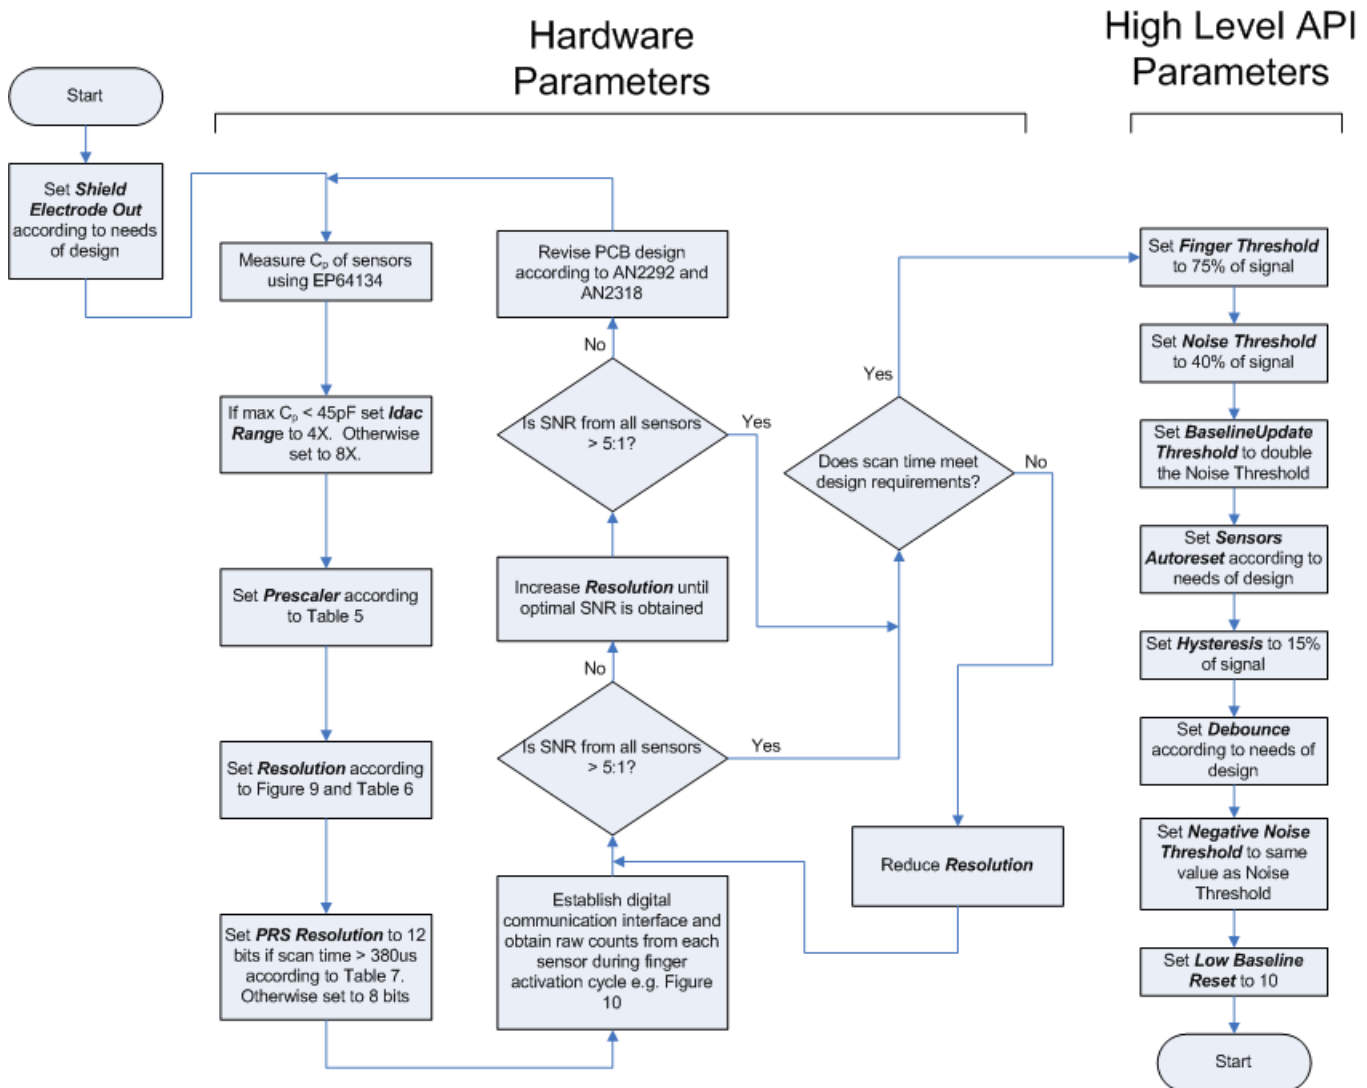 Hardware
Parameters
High Level API
Parameters
Start
Set Shield
Electrode Out
according to needs
of design
Measure Cp of sensors
using EP64134
If max Cp < 45pF set Idac
Range to 4X. Otherwise
set to 8X.
Set Prescaler according
to Table 5
Set Resolution according
to Figure 9 and Table 6
Set PRS Resolution to 12
bits if scan time > 380us
according to Table 7.
Otherwise set to 8 bits
Revise PCB design
according to AN2292 and
AN2318
No
Is SNR from all sensors
> 5:1?
Yes
Increase Resolution until
optimal SNR is obtained
No
Is SNR from all sensors
> 5:1?
Yes
Establish digital
communication interface and
obtain raw counts from each
sensor during finger
activation cycle e.g. Figure
10
Yes
Does scan time meet
design requirements?
No
Reduce Resolution
Set Finger Threshold
to 75% of signal
Set Noise Threshold
to 40% of signal
Set BaselineUpdate
Threshold to double
the Noise Threshold
Set Sensors
Autoreset according to
needs of design
Set Hysteresis to 15%
of signal
Set Debounce
according to needs of
design
Set Negative Noise
Threshold to same
value as Noise
Threshold
Set Low Baseline
Reset to 10
Start